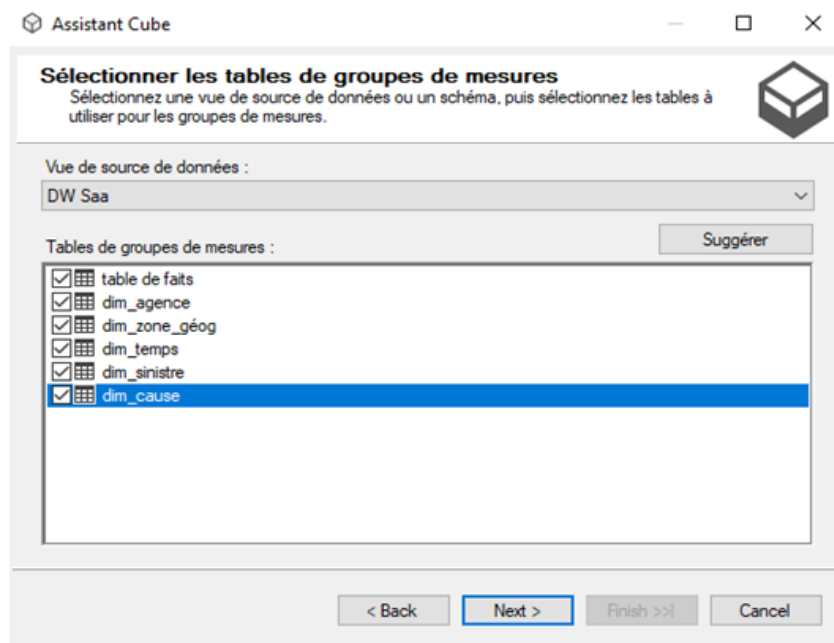 Assistant Cube
Sélectionner les tables de groupes de mesures
Sélectionnez une vue de source de données ou un schéma, puis sélectionnez les tables à
utiliser pour les groupes de mesures.
Vue de source de données :
DW Saa
Suggérer
Tables de groupes de mesures :
table de faits
dim_agence
dim_zone_géog
dim_temps
dim_sinistre
dim_cause
< Back
Next >
Finish >>|
Cancel